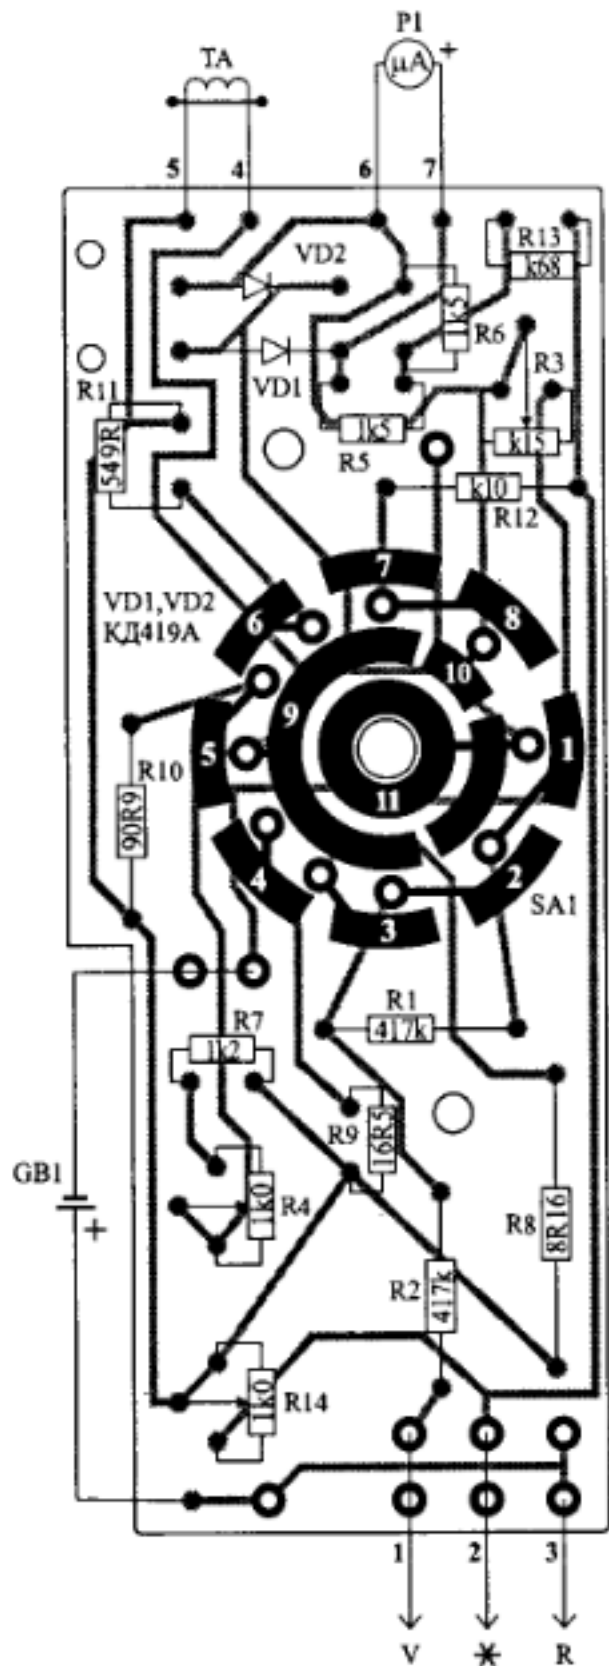 P1
TA
μA +
5 4 6 7
R13
VD2
k68
1k5
R6
R3
VD1
R11
k15
1k5
549R
R5
k10
R12
7
VD1,VD2
КД419А
6
8
10
9
5
1
R10
11
90R9
4
2
3
SA1
R1
R7
417k
1k2
R9
16R5
GB1
R4
1k0
R8
8R16
+
R2
417k
R14
1k0
1 2 3
V R